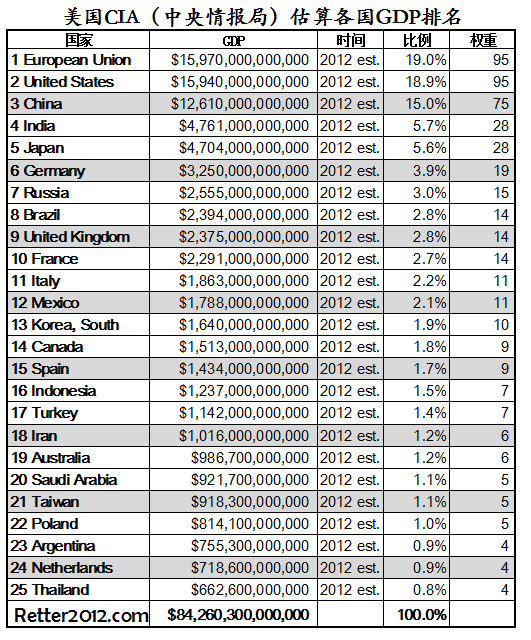 美国CIA（中央情报局）估算各国GDP排名
国家 GDP 时间 比例 权重
1 European Union $15,970,000,000,000 2012 est. 19.0% 95
2 United States $15,940,000,000,000 2012 est. 18.9% 95
3 China $12,610,000,000,000 2012 est. 15.0% 75
4 India $4,761,000,000,000 2012 est. 5.7% 28
5 Japan $4,704,000,000,000 2012 est. 5.6% 28
6 Germany $3,250,000,000,000 2012 est. 3.9% 19
7 Russia $2,555,000,000,000 2012 est. 3.0% 15
8 Brazil $2,394,000,000,000 2012 est. 2.8% 14
9 United Kingdom $2,375,000,000,000 2012 est. 2.8% 14
10 France $2,291,000,000,000 2012 est. 2.7% 14
11 Italy $1,863,000,000,000 2012 est. 2.2% 11
12 Mexico $1,788,000,000,000 2012 est. 2.1% 11
13 Korea, South $1,640,000,000,000 2012 est. 1.9% 10
14 Canada $1,513,000,000,000 2012 est. 1.8% 9
15 Spain $1,434,000,000,000 2012 est. 1.7% 9
16 Indonesia $1,237,000,000,000 2012 est. 1.5% 7
17 Turkey $1,142,000,000,000 2012 est. 1.4% 7
18 Iran $1,016,000,000,000 2012 est. 1.2% 6
19 Australia $986,700,000,000 2012 est. 1.2% 6
20 Saudi Arabia $921,700,000,000 2012 est. 1.1% 5
21 Taiwan $918,300,000,000 2012 est. 1.1% 5
22 Poland $814,100,000,000 2012 est. 1.0% 5
23 Argentina $755,300,000,000 2012 est. 0.9% 4
24 Netherlands $718,600,000,000 2012 est. 0.9% 4
25 Thailand $662,600,000,000 2012 est. 0.8% 4
Retter2012.com $84,260,300,000,000 100.0%